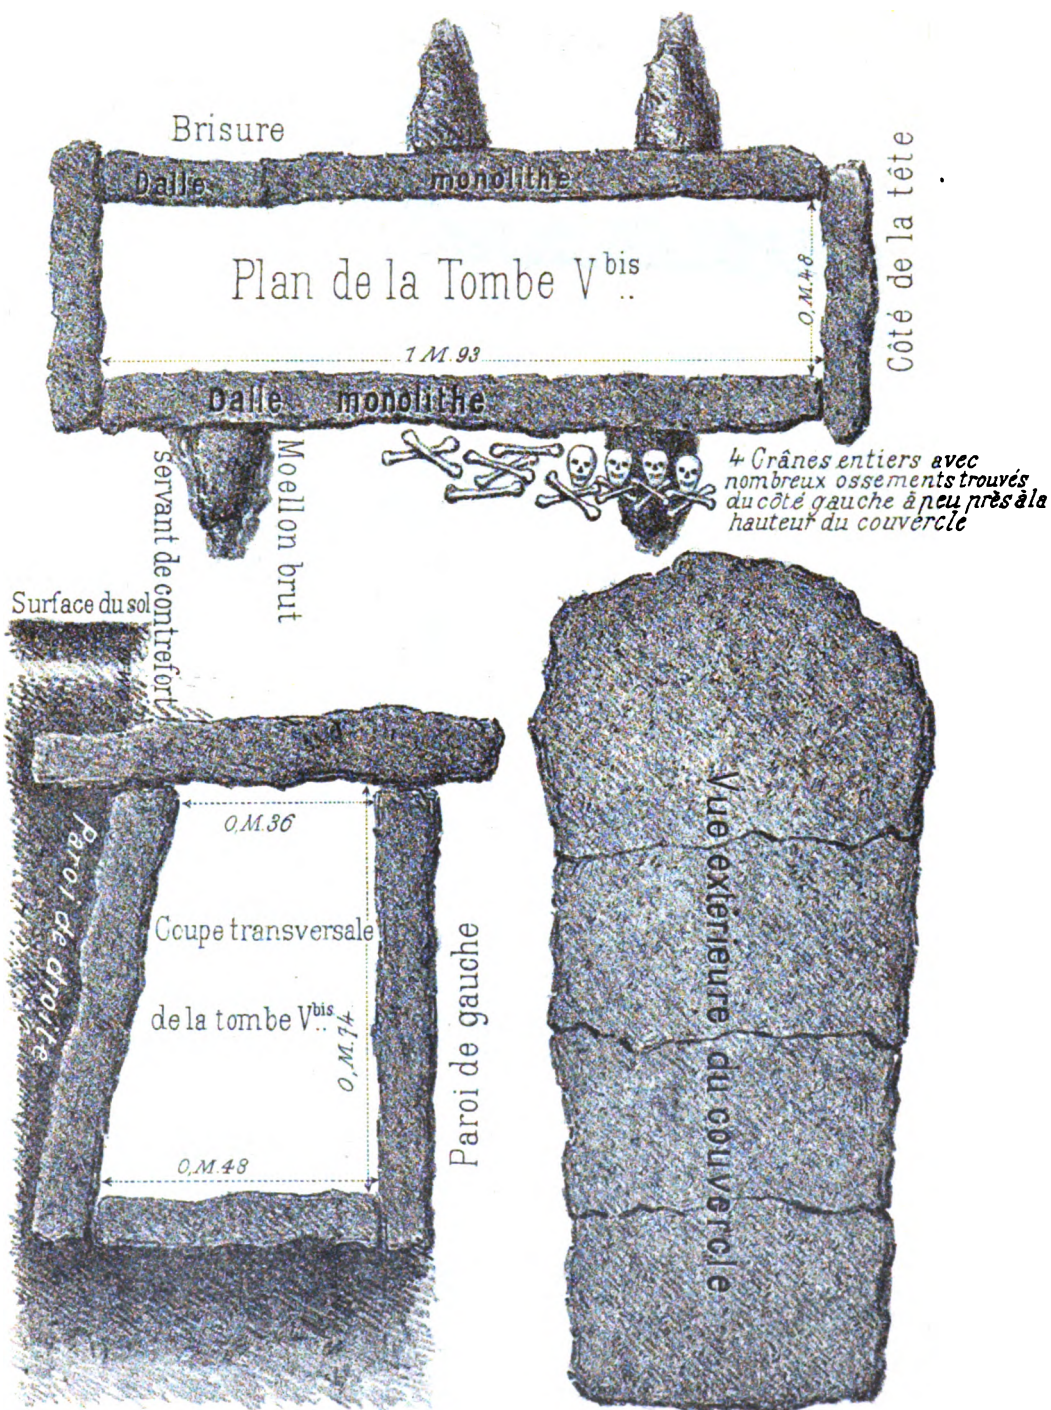 Brisure
Dalle monolithe
Côté de la tête
Plan de la Tombe V bis
0,M.48
1 M.93
Dalle monolithe
Moellon brut
Servant de contrefort
4 Crânes entiers avec
nombreux ossements trouvés
du côté gauche à peu près à la
hauteur du couvercle
Surface du sol
0,M.36
Paroi de droite
Coupe transversale
de la tombe V bis
0,M.74
0,M.48
Paroi de gauche
Vue extérieure du couvercle